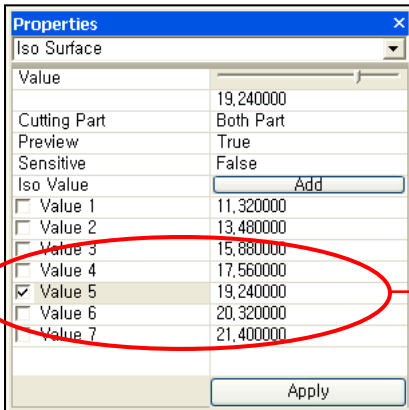 Properties ×
Iso Surface
Value
19,240000
Cutting Part Both Part
Preview True
Sensitive False
Iso Value Add
Value 1 11,320000
Value 2 13,480000
Value 3 15,880000
Value 4 17,560000
Value 5 19,240000
Value 6 20,320000
Value 7 21,400000
Apply